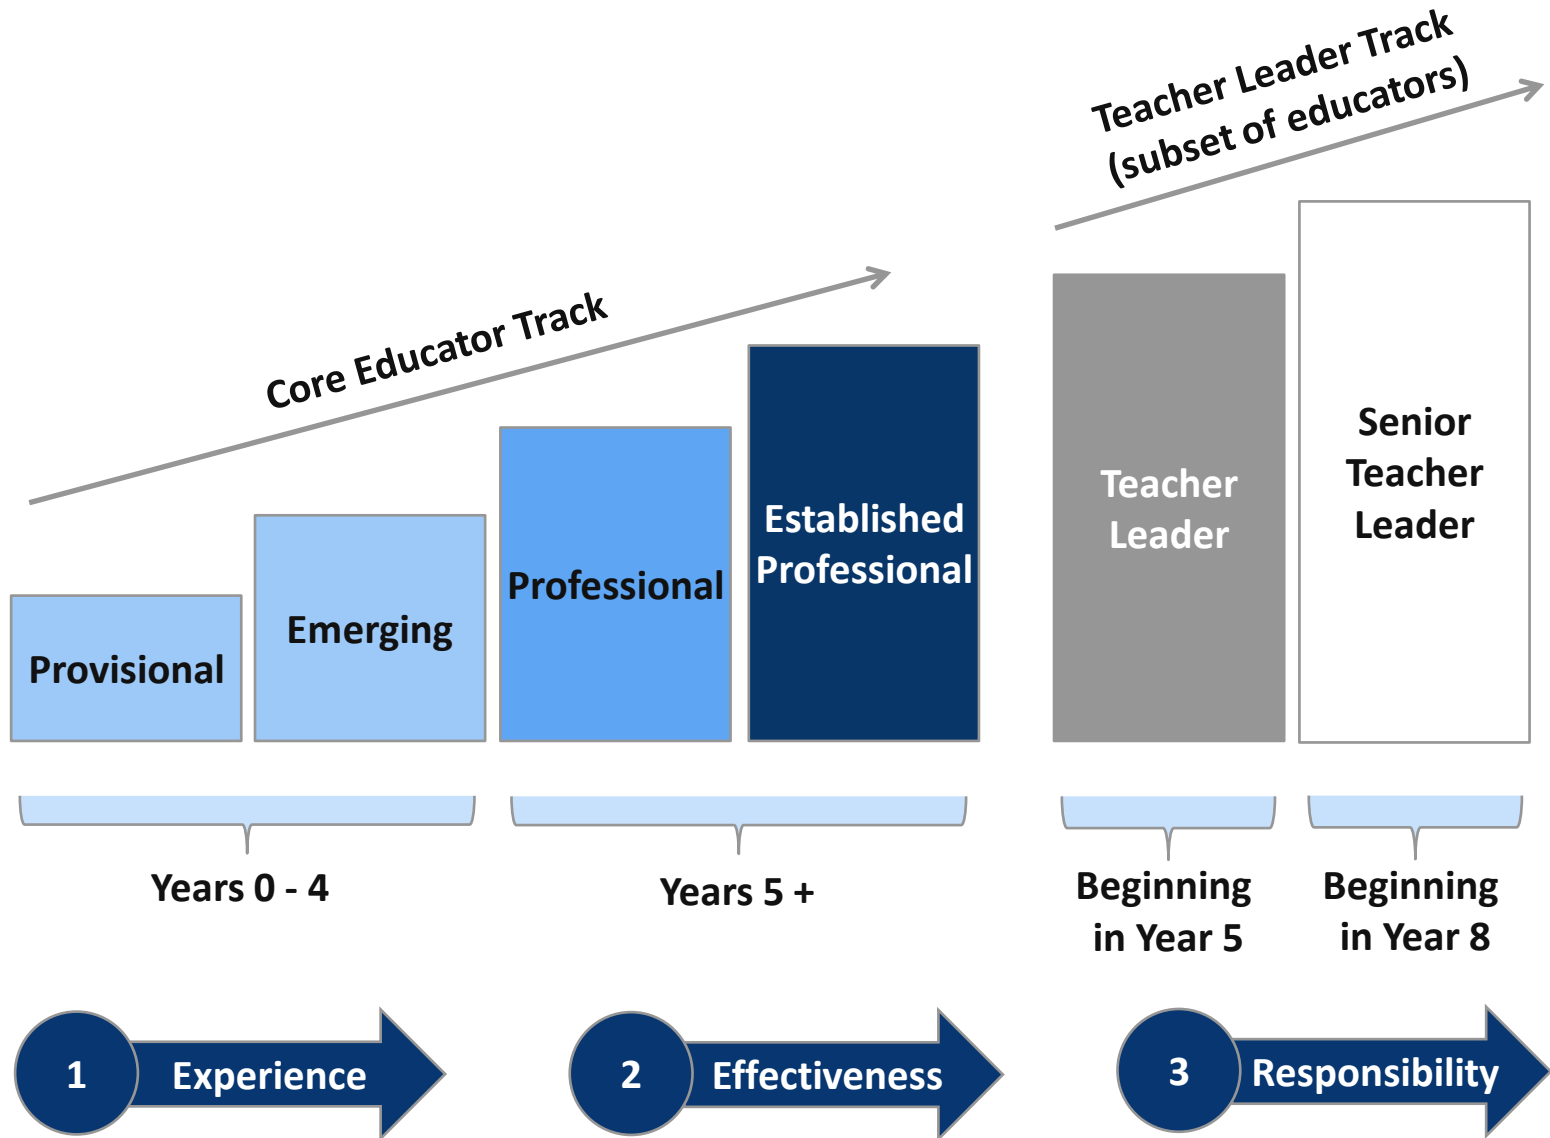 Teacher Leader Track
(subset of educators)
Core Educator Track
Provisional
Emerging
Professional
Established
Professional
Teacher
Leader
Senior
Teacher
Leader
Years 0 - 4
Years 5 +
Beginning
in Year 5
Beginning
in Year 8
1
Experience
2
Effectiveness
3
Responsibility